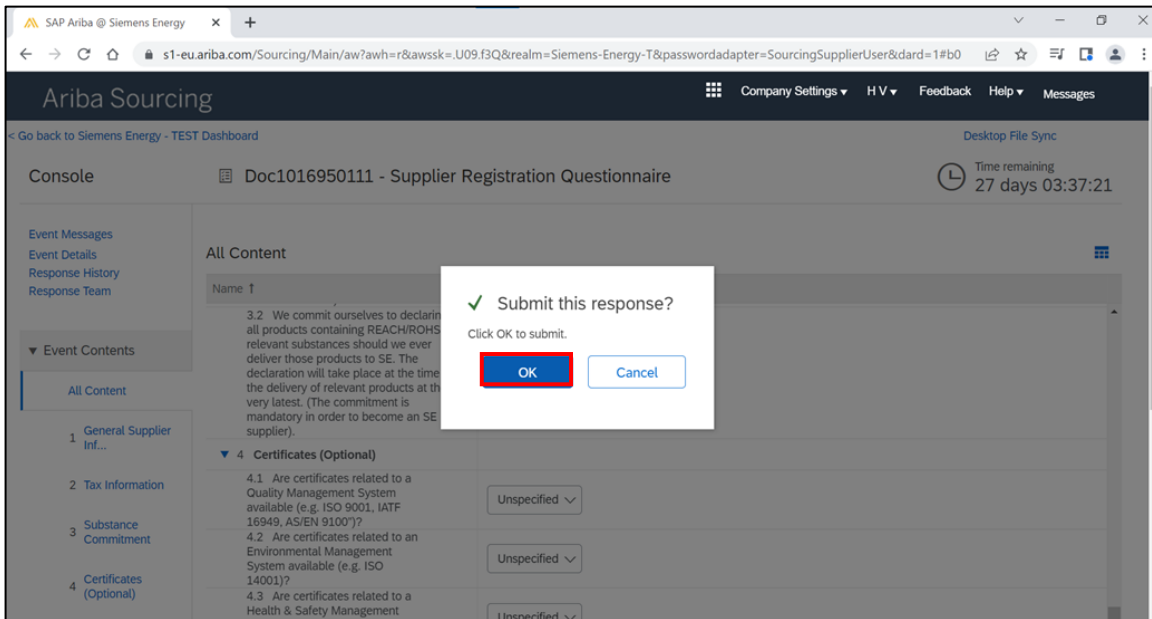 SAP Ariba @ Siemens Energy
s1-eu.ariba.com/Sourcing/Main/aw?awh=r&awssk=.U09.f3Q&realm=Siemens-Energy-T&passwordadapter=SourcingSupplierUser&dard=1#b0
Ariba Sourcing
Company Settings
H V
Feedback
Help
Messages
< Go back to Siemens Energy - TEST Dashboard
Desktop File Sync
Console
Doc1016950111 - Supplier Registration Questionnaire
Time remaining
27 days 03:37:21
Event Messages
Event Details
Response History
Response Team
Event Contents
All Content
1 General Supplier
Inf...
2 Tax Information
3 Substance
Commitment
4 Certificates
(Optional)
All Content
Name ↑
3.2 We commit ourselves to declarin
all products containing REACH/ROHS
relevant substances should we ever
deliver those products to SE. The
declaration will take place at the time
the delivery of relevant products at th
very latest. (The commitment is
mandatory in order to become an SE
supplier).
4 Certificates (Optional)
4.1 Are certificates related to a
Quality Management System
available (e.g. ISO 9001, IATF
16949, AS/EN 9100")?
Unspecified
4.2 Are certificates related to an
Environmental Management
System available (e.g. ISO
14001)?
Unspecified
4.3 Are certificates related to a
Health & Safety Management
Unspecified
Submit this response?
Click OK to submit.
OK
Cancel